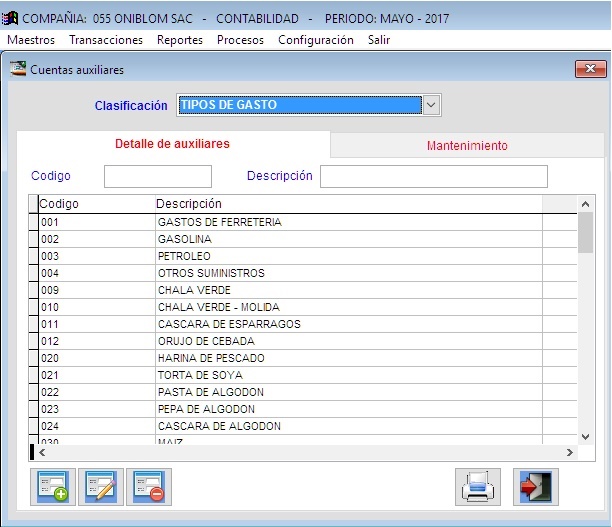 COMPAÑIA: 055 ONIBLOM SAC - CONTABILIDAD - PERIODO: MAYO - 2017
Maestros Transacciones Reportes Procesos Configuración Salir
Cuentas auxiliares
Clasificación TIPOS DE GASTO
Detalle de auxiliares Mantenimiento
Codigo Descripción
Codigo Descripción
001 GASTOS DE FERRETERIA
002 GASOLINA
003 PETROLEO
004 OTROS SUMINISTROS
009 CHALA VERDE
010 CHALA VERDE - MOLIDA
011 CASCARA DE ESPARRAGOS
012 ORUJO DE CEBADA
020 HARINA DE PESCADO
021 TORTA DE SOYA
022 PASTA DE ALGODON
023 PEPA DE ALGODON
024 CASCARA DE ALGODON
030 MAIZ